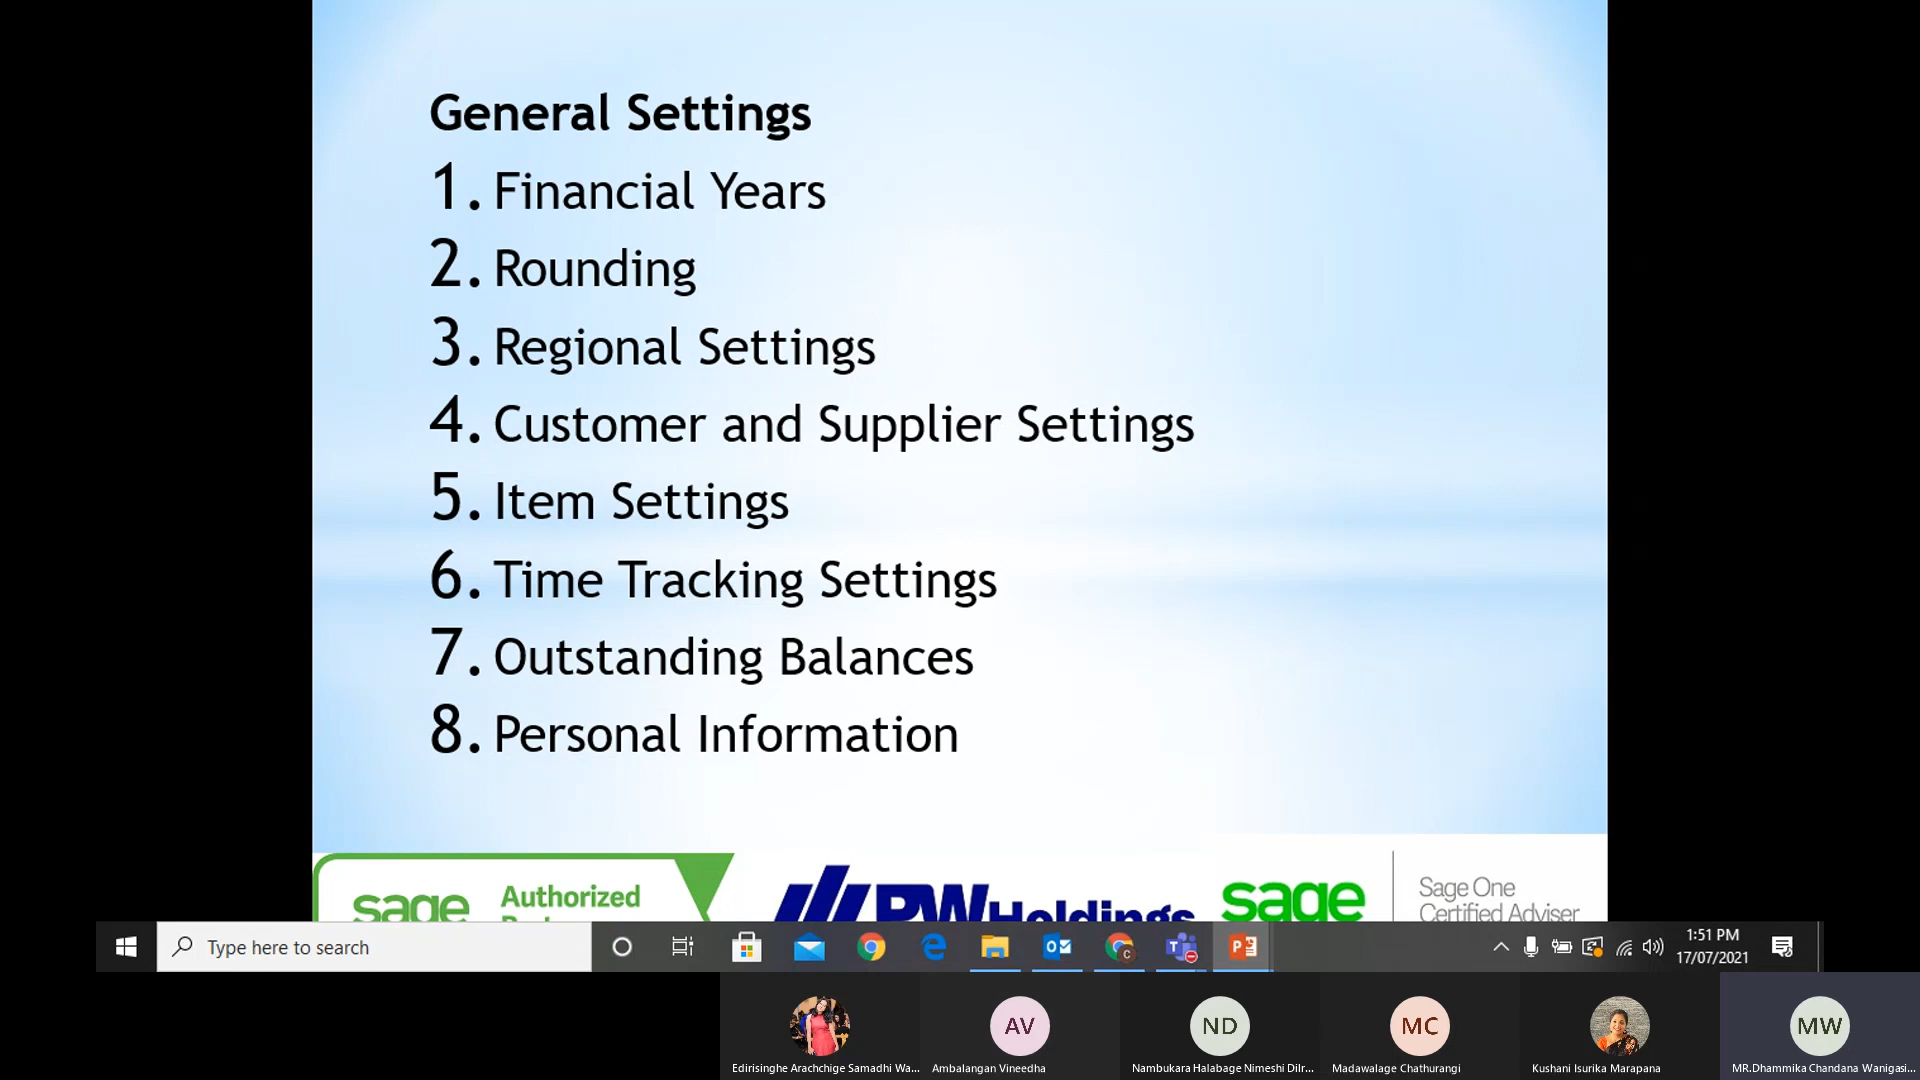 General Settings
1. Financial Years
2. Rounding
3. Regional Settings
4. Customer and Supplier Settings
5. Item Settings
6. Time Tracking Settings
7. Outstanding Balances
8. Personal Information
sage Authorized
PW Holdings
sage
Sage One
Certified Adviser
Type here to search
1:51 PM
17/07/2021
AV
ND
MC
MW
Edirisinghe Arachchige Samadhi Wa...
Ambalangan Vineedha
Nambukara Halabage Nimeshi Dilr...
Madawalage Chathurangi
Kushani Isurika Marapana
MR.Dhammika Chandana Wanigasi...